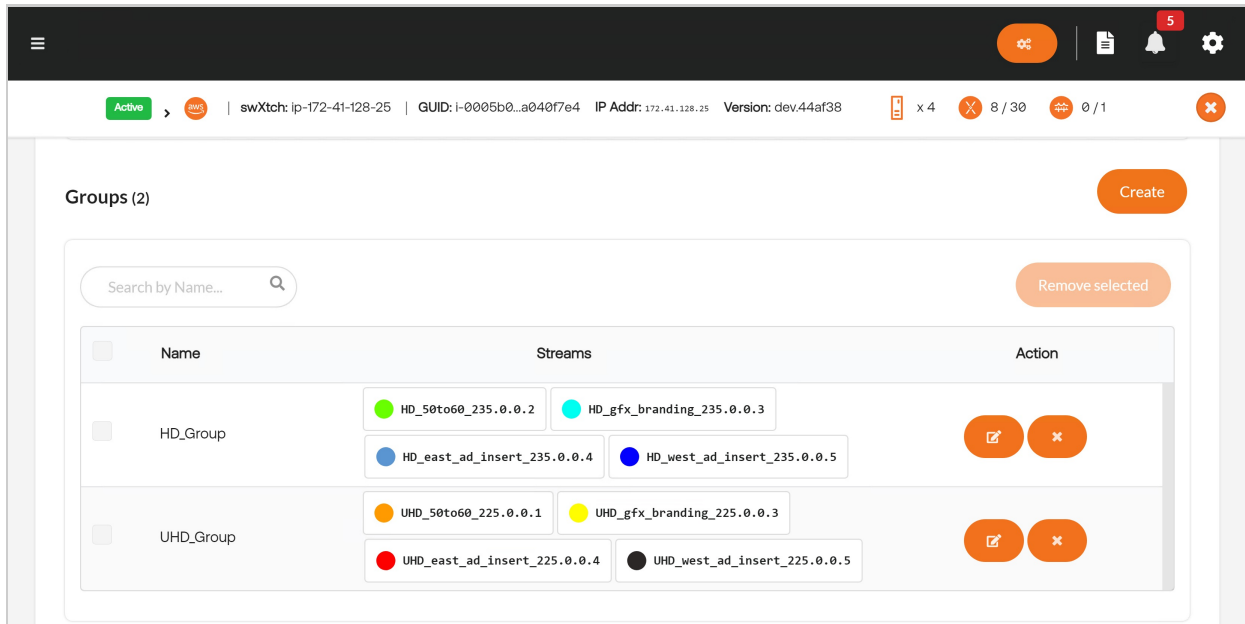 5
Active > aws | swXtch: ip-172-41-128-25 | GUID: i-0005b0...a040f7e4 IP Addr: 172.41.128.25 Version: dev.44af38 x 4 8 / 30 0 / 1
Groups (2) Create
Search by Name... Remove selected
Name Streams Action
HD_50to60_235.0.0.2 HD_gfx_branding_235.0.0.3
HD_Group
HD_east_ad_insert_235.0.0.4 HD_west_ad_insert_235.0.0.5
UHD_50to60_225.0.0.1 UHD_gfx_branding_225.0.0.3
UHD_Group
UHD_east_ad_insert_225.0.0.4 UHD_west_ad_insert_225.0.0.5